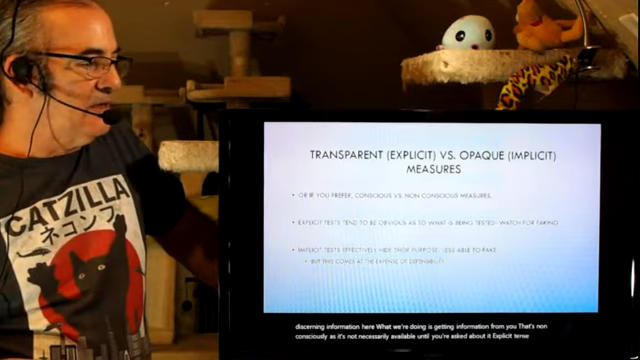 CATZILLA
ネコンプ
TRANSPARENT (EXPLICIT) VS. OPAQUE (IMPLICIT)
MEASURES
• OR IF YOU PREFER, CONSCIOUS VS. NON CONSCIOUS MEASURES.
• EXPLICIT TESTS TEND TO BE OBVIOUS AS SO WHAT IS BEING TESTED- WATCH FOR FAKING
• IMPLICIT TESTS EFFECTIVELY HIDE THEIR PURPOSE. LESS ABLE TO FAKE
• BUT THIS COMES AT THE EXPENSE OF DEFENSIBILITY.
discerning information here What we're doing is getting information from you That's non
consciously as it's not necessarily available until you're asked about it Explicit tense